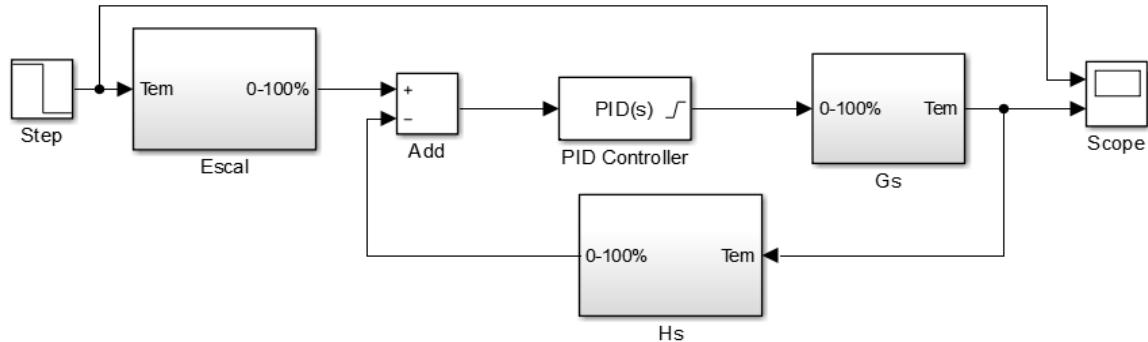 Tem
0-100%
Step
Escal
+
−
Add
PID(s)
PID Controller
0-100%
Tem
Gs
Scope
0-100%
Tem
Hs